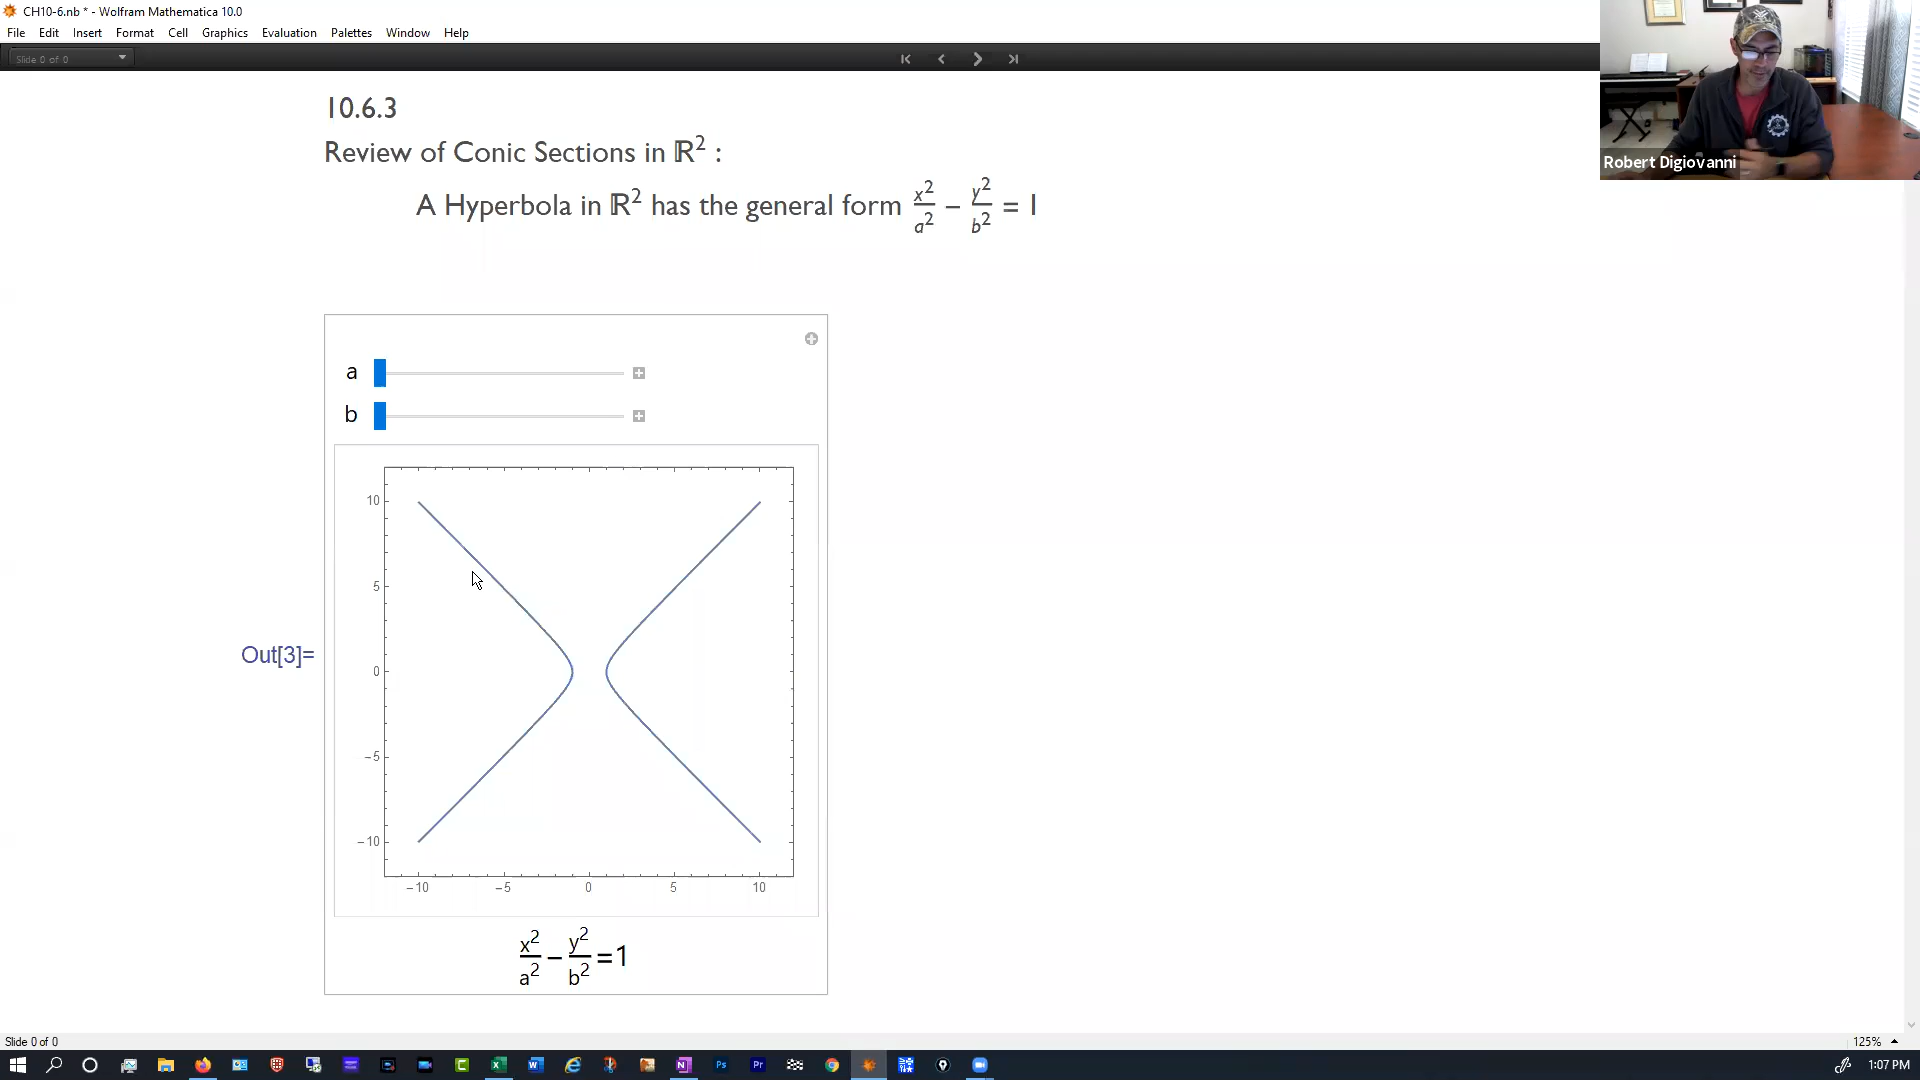 CH10-6.nb * - Wolfram Mathematica 10.0
File Edit Insert Format Cell Graphics Evaluation Palettes Window Help
Slide 0 of 0
Robert Digiovanni
10.6.3
Review of Conic Sections in ℝ² :
A Hyperbola in ℝ² has the general form x²/a² − y²/b² = 1
a
b
10
5
0
−5
−10
−10 −5 0 5 10
Out[3]=
x²/a² − y²/b² =1
Slide 0 of 0
125%
1:07 PM